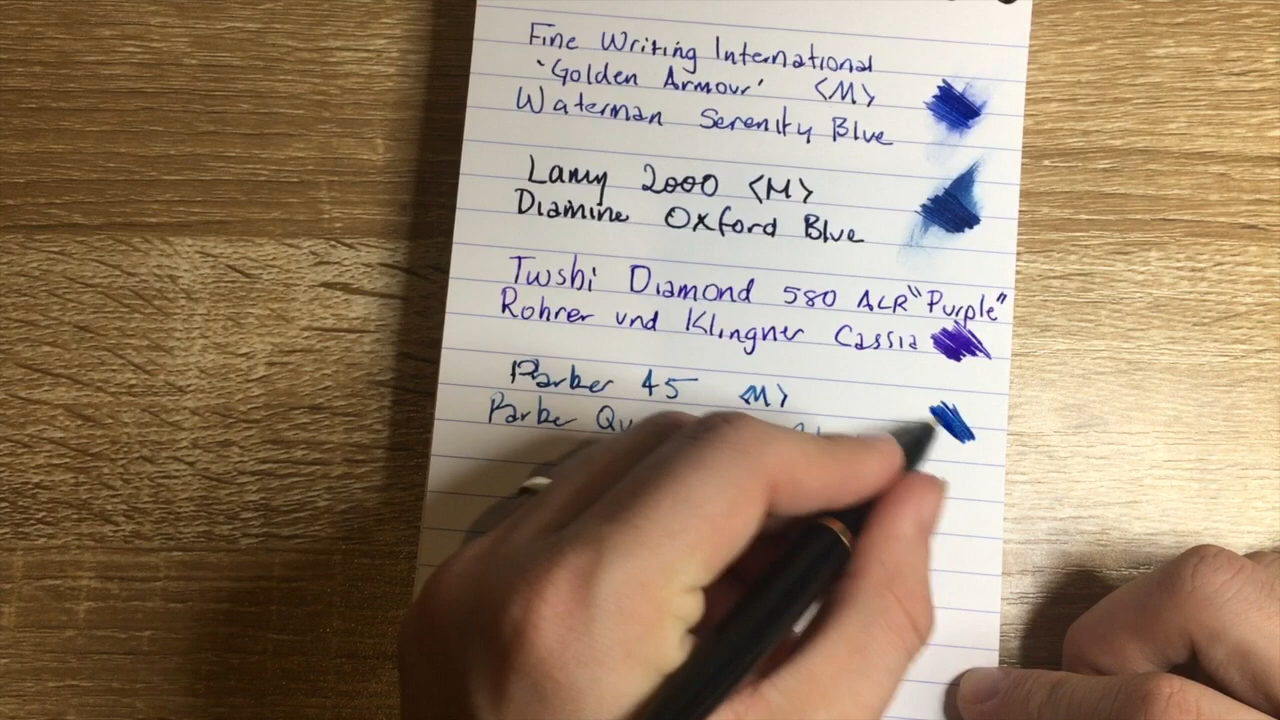 Fine Writing International
'Golden Armour' <M>
Waterman Serenity Blue
Lamy 2000 <M>
Diamine Oxford Blue
Twsbi Diamond 580 ALR "Purple"
Rohrer und Klingner Cassia
Parker 45 <M>
Parke